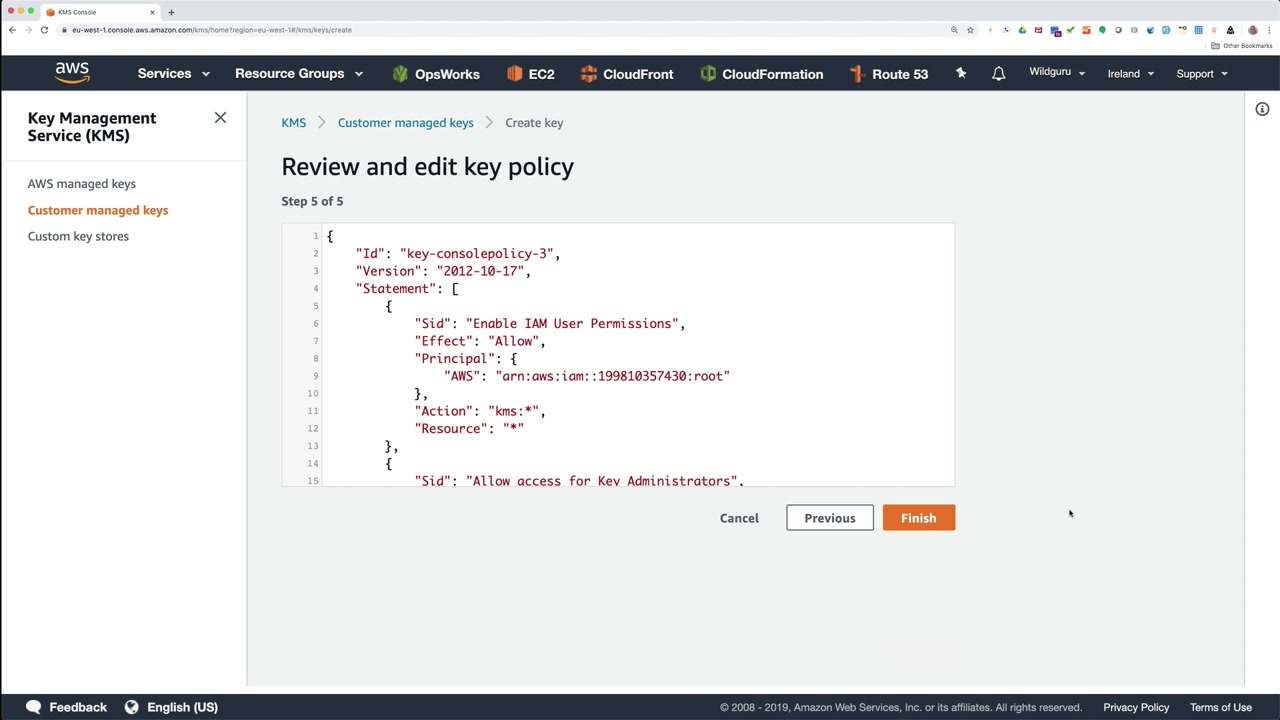 KMS Console
eu-west-1.console.aws.amazon.com/kms/home?region=eu-west-1#/kms/keys/create
Other Bookmarks
aws
Services
Resource Groups
OpsWorks
EC2
CloudFront
CloudFormation
Route 53
Wildguru
Ireland
Support
Key Management
Service (KMS)
AWS managed keys
Customer managed keys
Custom key stores
KMS
Customer managed keys
Create key
Review and edit key policy
Step 5 of 5
1 {
2 "Id": "key-consolepolicy-3",
3 "Version": "2012-10-17",
4 "Statement": [
5 {
6 "Sid": "Enable IAM User Permissions",
7 "Effect": "Allow",
8 "Principal": {
9 "AWS": "arn:aws:iam::199810357430:root"
10 },
11 "Action": "kms:*",
12 "Resource": "*"
13 },
14 {
15 "Sid": "Allow access for Key Administrators",
Cancel
Previous
Finish
Feedback
English (US)
© 2008 - 2019, Amazon Web Services, Inc. or its affiliates. All rights reserved.
Privacy Policy
Terms of Use